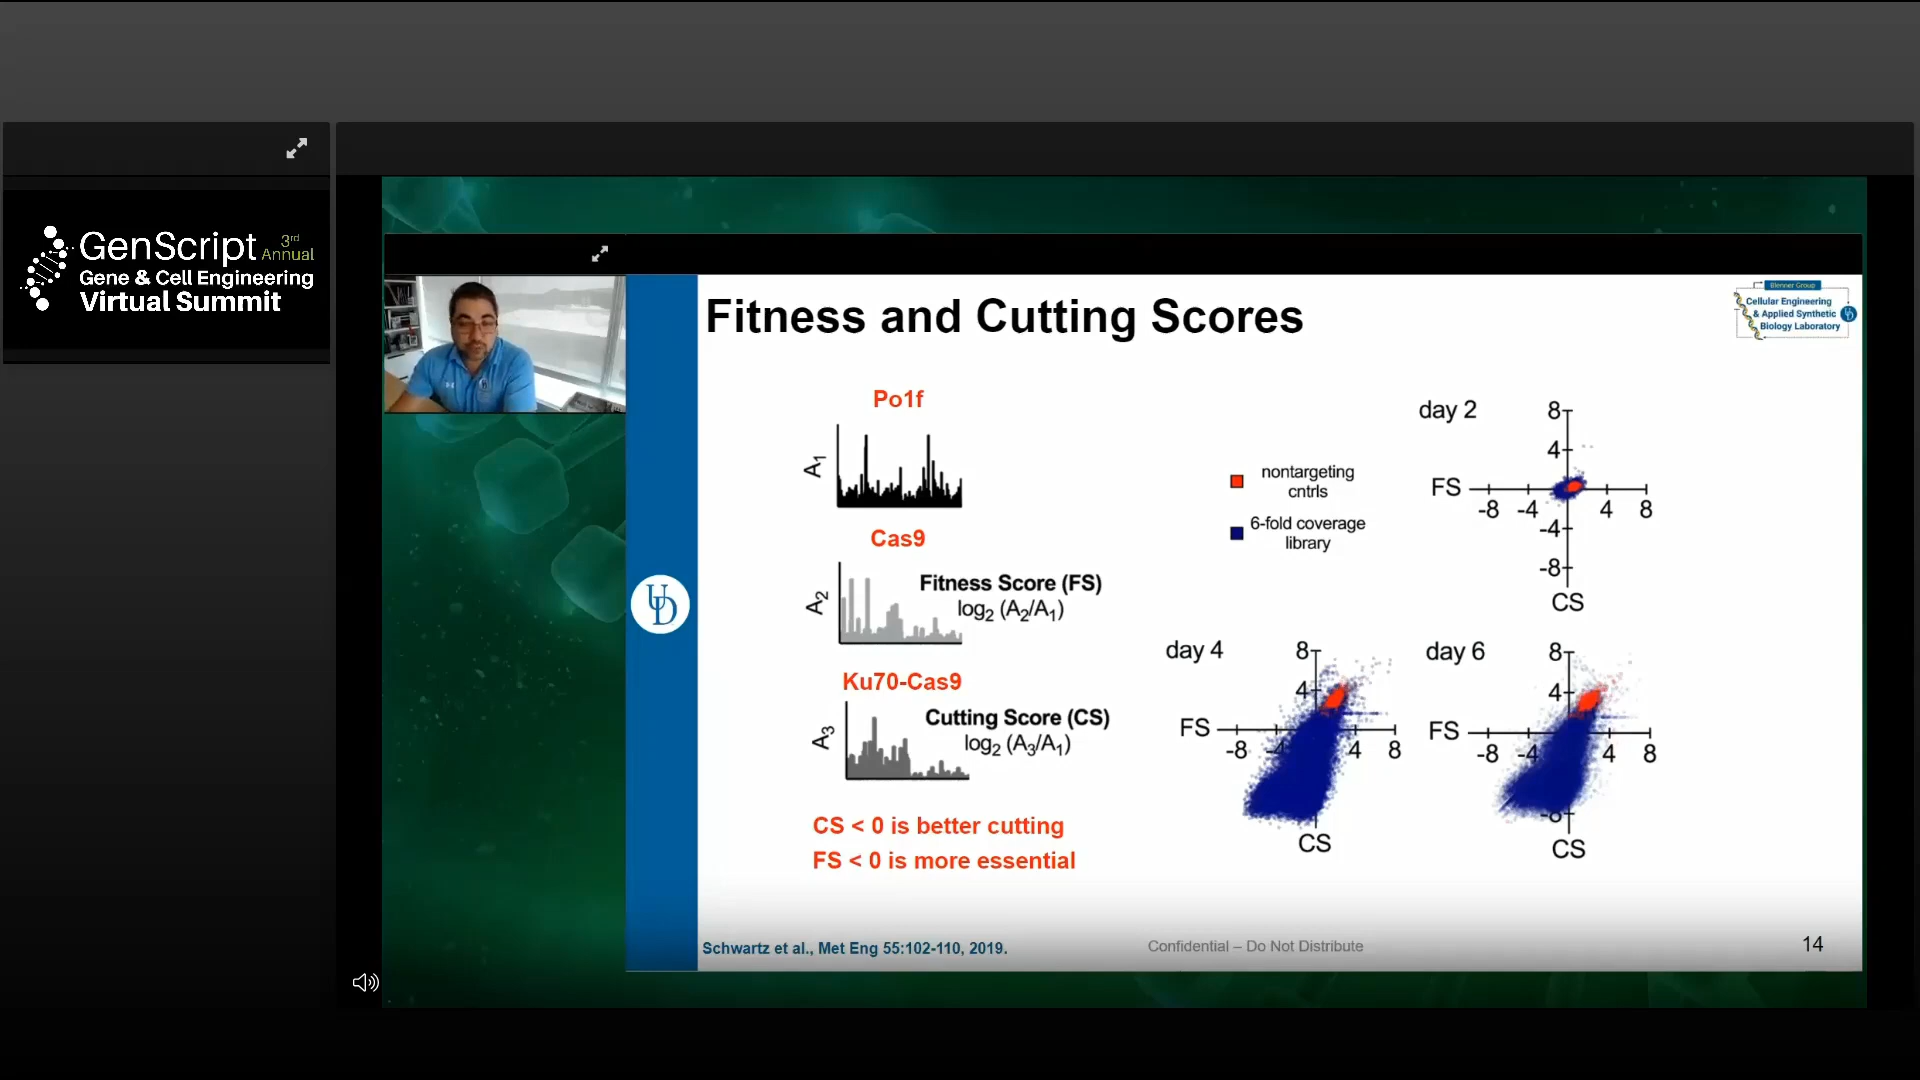 GenScript 3rd Annual
Gene & Cell Engineering
Virtual Summit
Fitness and Cutting Scores
Blenner Group
Cellular Engineering
& Applied Synthetic
Biology Laboratory
UD
Po1f
A1
Cas9
A2
Fitness Score (FS)
log2 (A2/A1)
Ku70-Cas9
A3
Cutting Score (CS)
log2 (A3/A1)
CS < 0 is better cutting
FS < 0 is more essential
nontargeting
cntrls
6-fold coverage
library
day 2
8
4
FS
-8 -4 4 8
-4
-8
CS
day 4
8
4
FS
-8 -4 4 8
CS
day 6
8
4
FS
-8 -4 4 8
-8
CS
Schwartz et al., Met Eng 55:102-110, 2019.
Confidential – Do Not Distribute
14